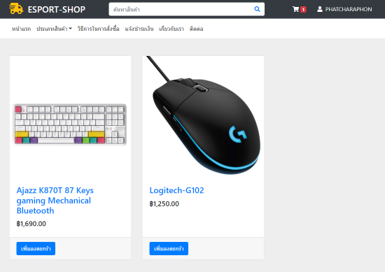 ESPORT-SHOP
ค้นหาสินค้า
1
PHATCHARAPHON
หน้าแรก ประเภทสินค้า วิธีการในการสั่งซื้อ แจ้งชำระเงิน เกี่ยวกับเรา ติดต่อ
Ajazz K870T 87 Keys
gaming Mechanical
Bluetooth
฿1,690.00
เพิ่มลงตะกร้า
Logitech-G102
฿1,250.00
เพิ่มลงตะกร้า